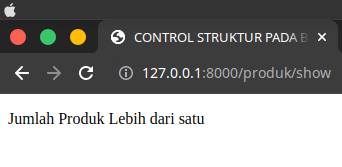 CONTROL STRUKTUR PADA B
127.0.0.1:8000/produk/show
Jumlah Produk Lebih dari satu